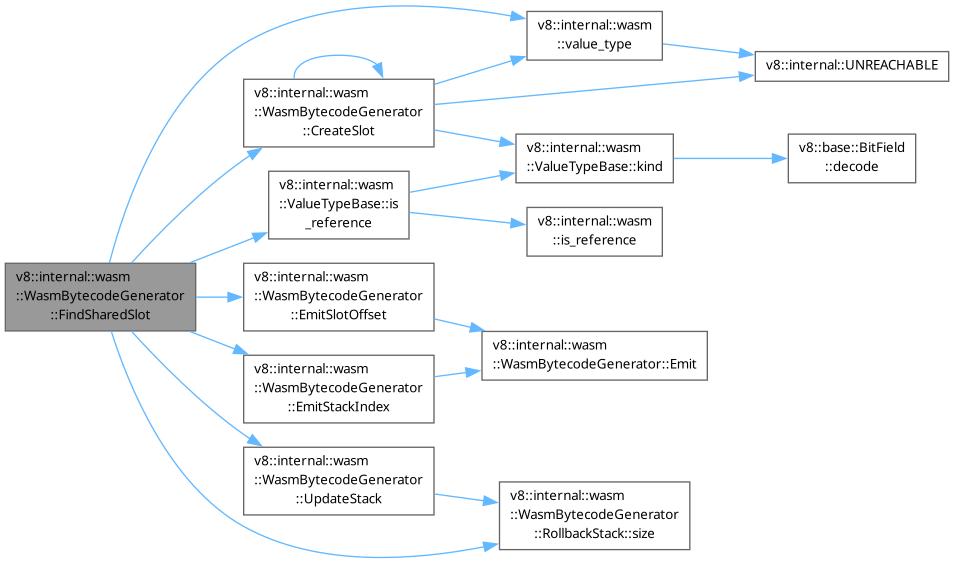 v8::internal::wasm
::WasmBytecodeGenerator
::FindSharedSlot
v8::internal::wasm
::WasmBytecodeGenerator
::CreateSlot
v8::internal::wasm
::ValueTypeBase::is
_reference
v8::internal::wasm
::WasmBytecodeGenerator
::EmitSlotOffset
v8::internal::wasm
::WasmBytecodeGenerator
::EmitStackIndex
v8::internal::wasm
::WasmBytecodeGenerator
::UpdateStack
v8::internal::wasm
::value_type
v8::internal::wasm
::ValueTypeBase::kind
v8::internal::wasm
::is_reference
v8::internal::wasm
::WasmBytecodeGenerator::Emit
v8::internal::wasm
::WasmBytecodeGenerator
::RollbackStack::size
v8::internal::UNREACHABLE
v8::base::BitField
::decode